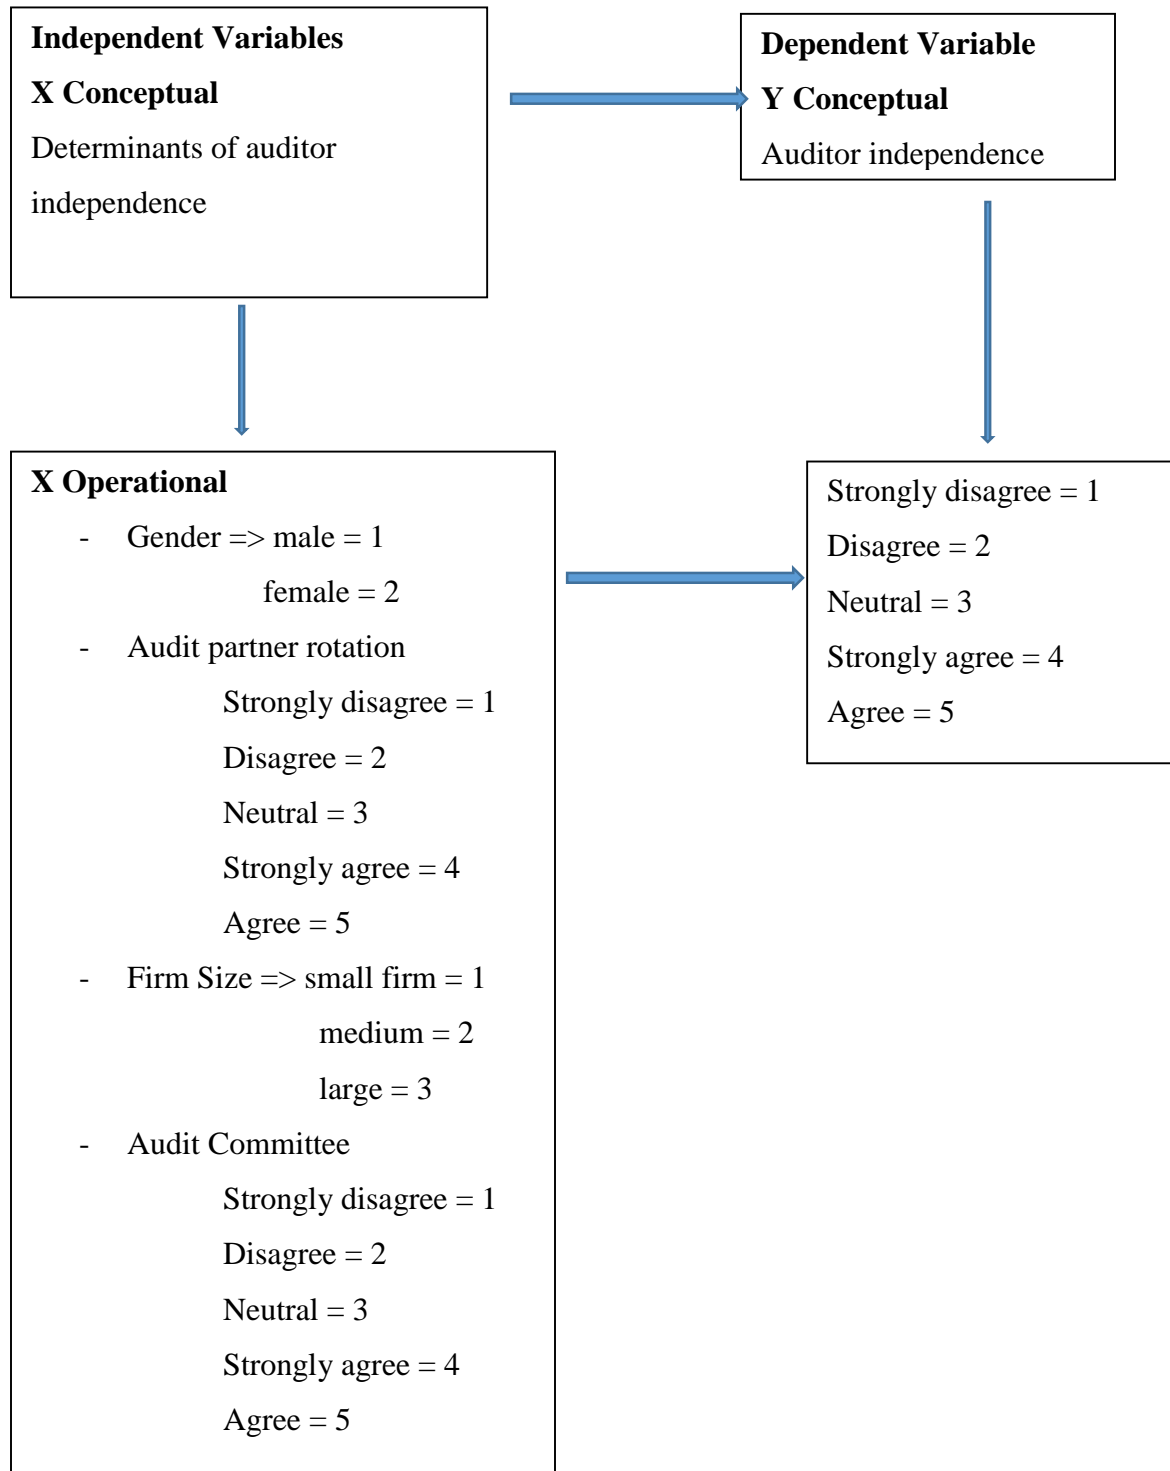 Independent Variables
X Conceptual
Determinants of auditor
independence
Dependent Variable
Y Conceptual
Auditor independence
X Operational
- Gender => male = 1
female = 2
- Audit partner rotation
Strongly disagree = 1
Disagree = 2
Neutral = 3
Strongly agree = 4
Agree = 5
- Firm Size => small firm = 1
medium = 2
large = 3
- Audit Committee
Strongly disagree = 1
Disagree = 2
Neutral = 3
Strongly agree = 4
Agree = 5
Strongly disagree = 1
Disagree = 2
Neutral = 3
Strongly agree = 4
Agree = 5